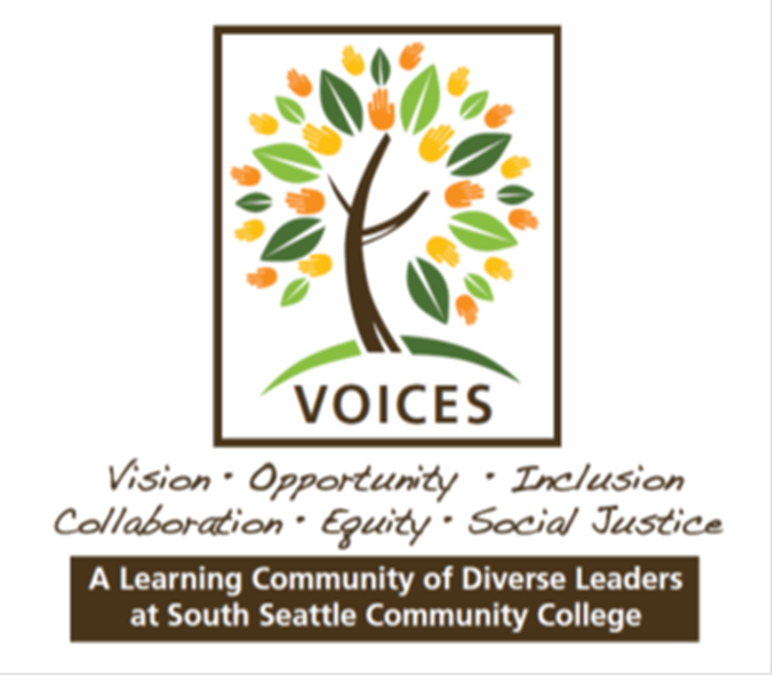 VOICES
Vision · Opportunity · Inclusion
Collaboration · Equity · Social Justice
A Learning Community of Diverse Leaders
at South Seattle Community College